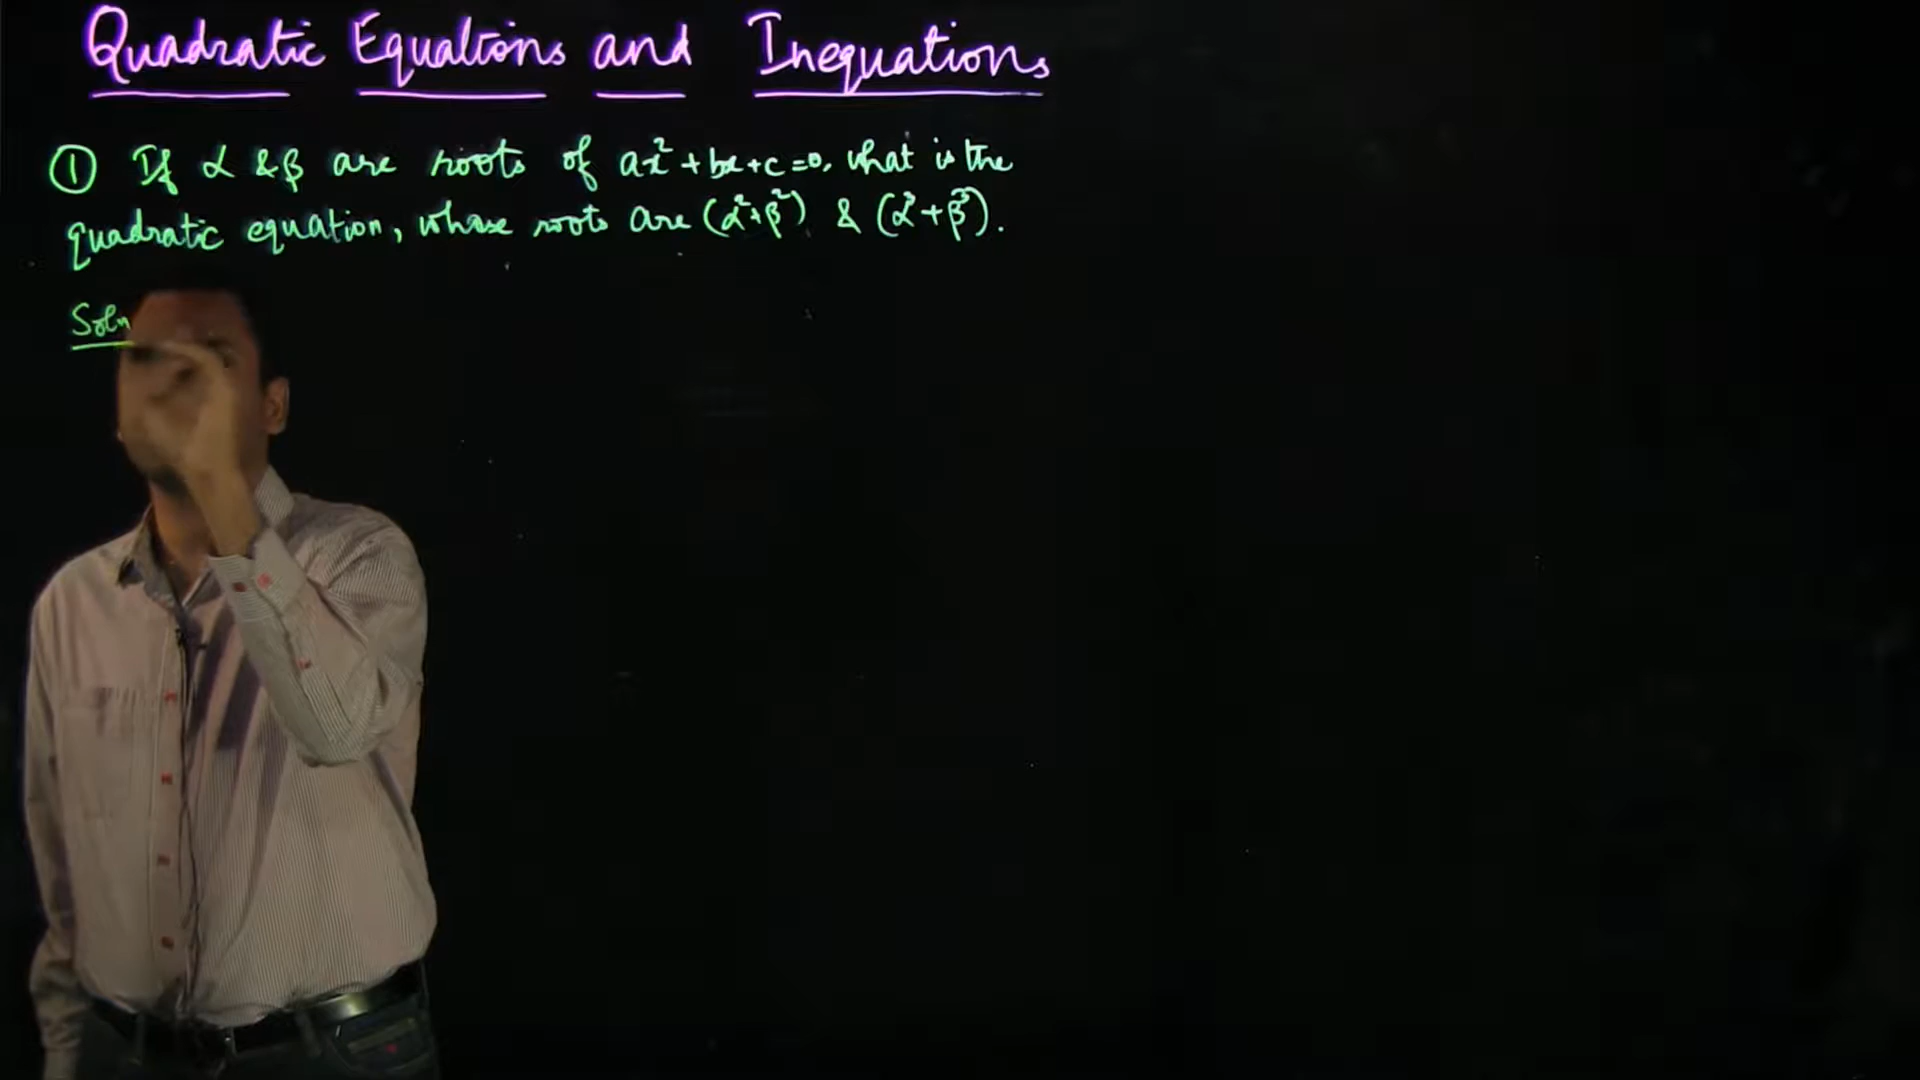 Quadratic Equations and Inequations
① If α & β are roots of ax²+bx+c=0, what is the
quadratic equation, whose roots are (α²+β²) & (α³+β³).
Soln